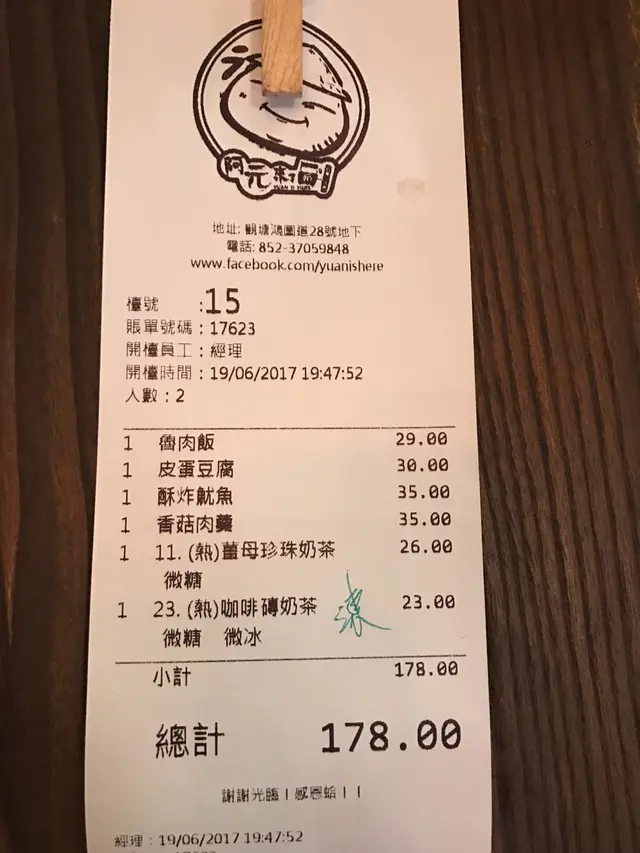 阿元來了
YUAN IS HERE
地址: 觀塘鴻圖道28號地下
電話: 852-37059848
www.facebook.com/yuanishere
檯號 :15
賬單號碼 : 17623
開檯員工 : 經理
開檯時間 : 19/06/2017 19:47:52
人數 : 2
1 魯肉飯 29.00
1 皮蛋豆腐 30.00
1 酥炸魷魚 35.00
1 香菇肉羹 35.00
1 11. (熱)薑母珍珠奶茶 26.00
微糖
1 23. (熱)咖啡磚奶茶 23.00
微糖 微冰
小計 178.00
總計 178.00
謝謝光臨！感恩蛤！！
經理 : 19/06/2017 19:47:52